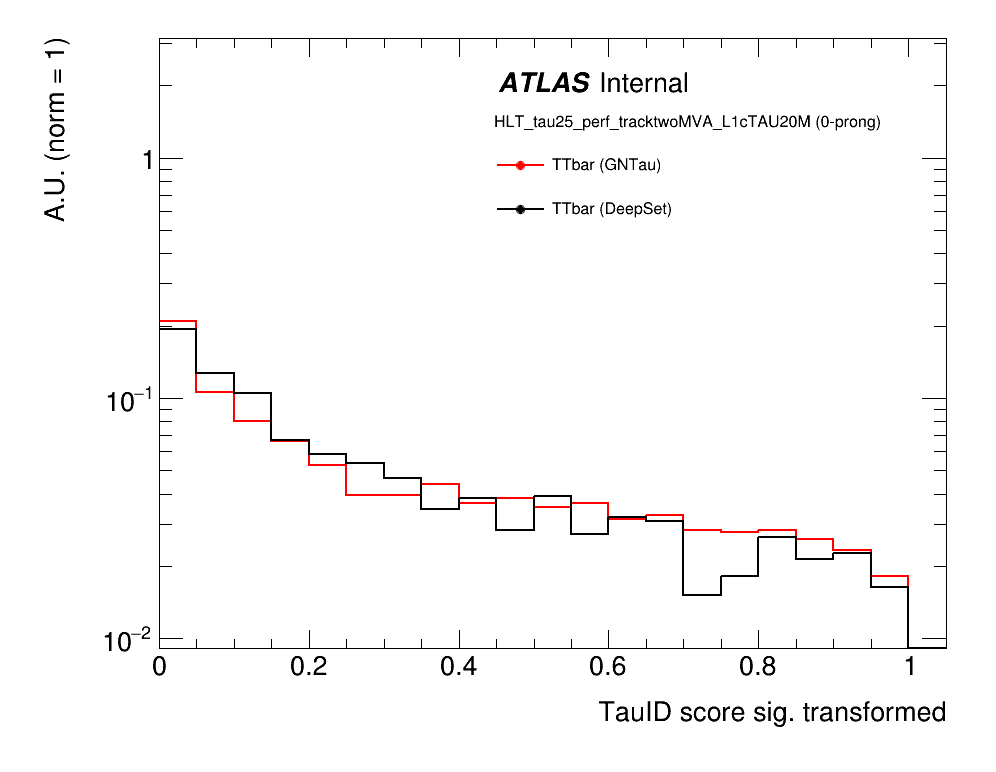 A.U. (norm = 1)
ATLAS Internal
HLT_tau25_perf_tracktwoMVA_L1cTAU20M (0-prong)
TTbar (GNTau)
TTbar (DeepSet)
1
10⁻¹
10⁻²
0 0.2 0.4 0.6 0.8 1
TauID score sig. transformed